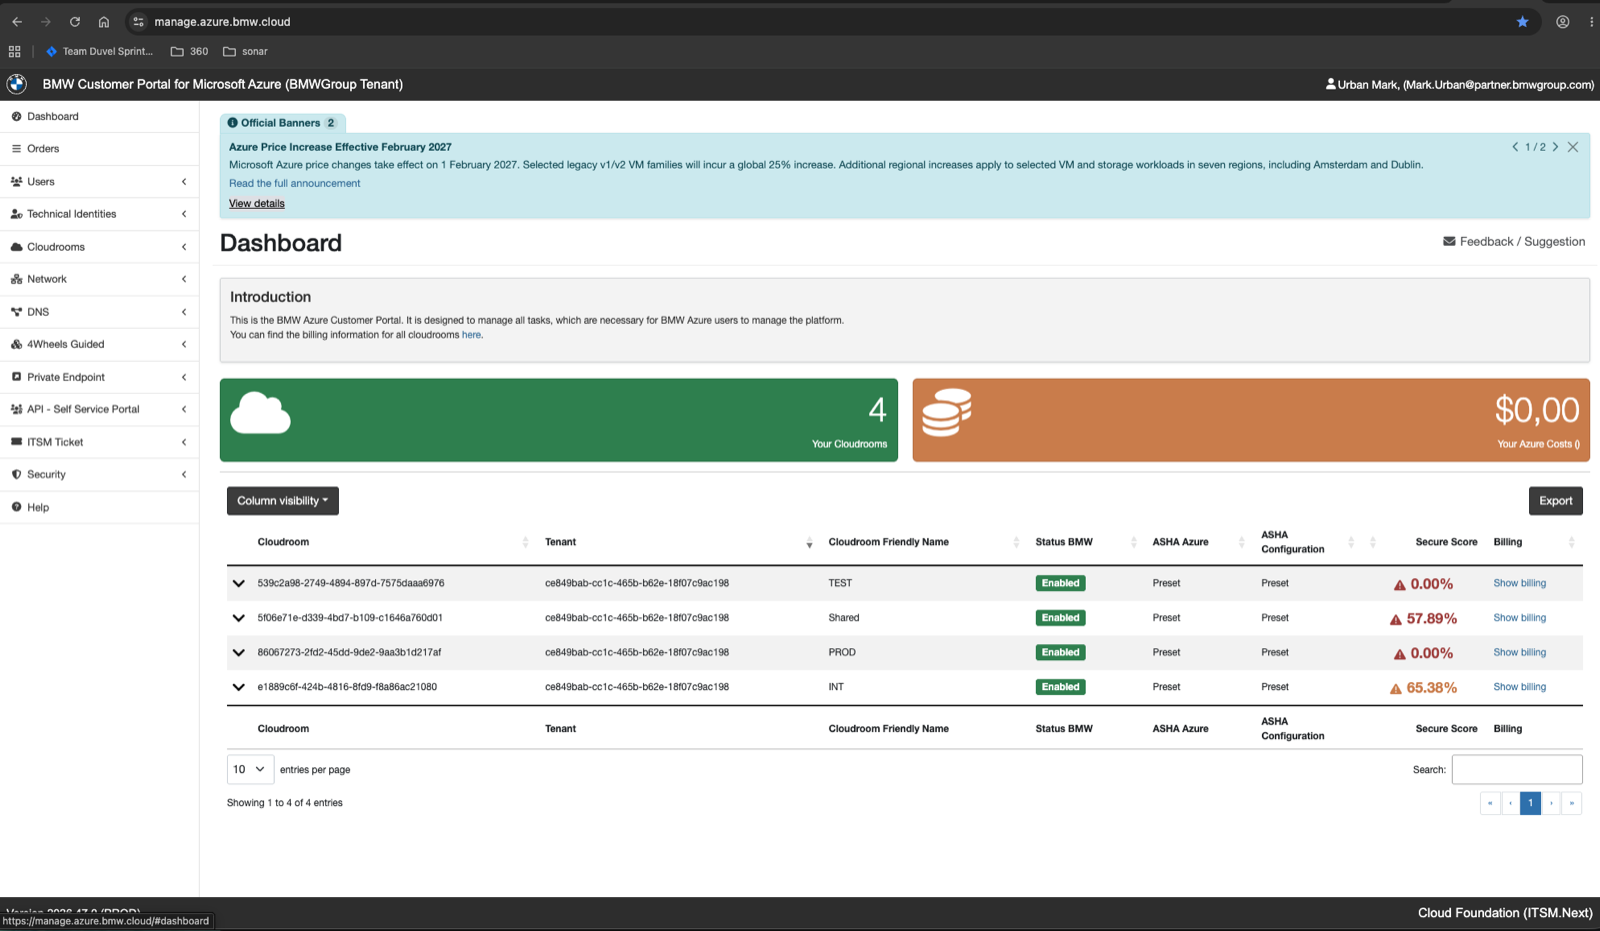 manage.azure.bmw.cloud
Team Duvel Sprint...
360
sonar
BMW Customer Portal for Microsoft Azure (BMWGroup Tenant)
Urban Mark, (Mark.Urban@partner.bmwgroup.com)
Dashboard
Orders
Users
Technical Identities
Cloudrooms
Network
DNS
4Wheels Guided
Private Endpoint
API - Self Service Portal
ITSM Ticket
Security
Help
Official Banners 2
Azure Price Increase Effective February 2027
1 / 2
Microsoft Azure price changes take effect on 1 February 2027. Selected legacy v1/v2 VM families will incur a global 25% increase. Additional regional increases apply to selected VM and storage workloads in seven regions, including Amsterdam and Dublin.
Read the full announcement
View details
Dashboard
Feedback / Suggestion
Introduction
This is the BMW Azure Customer Portal. It is designed to manage all tasks, which are necessary for BMW Azure users to manage the platform.
You can find the billing information for all cloudrooms here.
4
Your Cloudrooms
$0,00
Your Azure Costs ()
Column visibility
Export
Cloudroom Tenant Cloudroom Friendly Name Status BMW ASHA Azure ASHA Configuration Secure Score Billing
539c2a98-2749-4894-897d-7575daaa6976 ce849bab-cc1c-465b-b62e-18f07c9ac198 TEST Enabled Preset Preset 0.00% Show billing
5f06e71e-d339-4bd7-b109-c1646a760d01 ce849bab-cc1c-465b-b62e-18f07c9ac198 Shared Enabled Preset Preset 57.89% Show billing
86067273-2fd2-45dd-9de2-9aa3b1d217af ce849bab-cc1c-465b-b62e-18f07c9ac198 PROD Enabled Preset Preset 0.00% Show billing
e1889c6f-424b-4816-8fd9-f8a86ac21080 ce849bab-cc1c-465b-b62e-18f07c9ac198 INT Enabled Preset Preset 65.38% Show billing
Cloudroom Tenant Cloudroom Friendly Name Status BMW ASHA Azure ASHA Configuration Secure Score Billing
10 entries per page
Search:
Showing 1 to 4 of 4 entries
« ‹ 1 › »
https://manage.azure.bmw.cloud/#dashboard
Cloud Foundation (ITSM.Next)